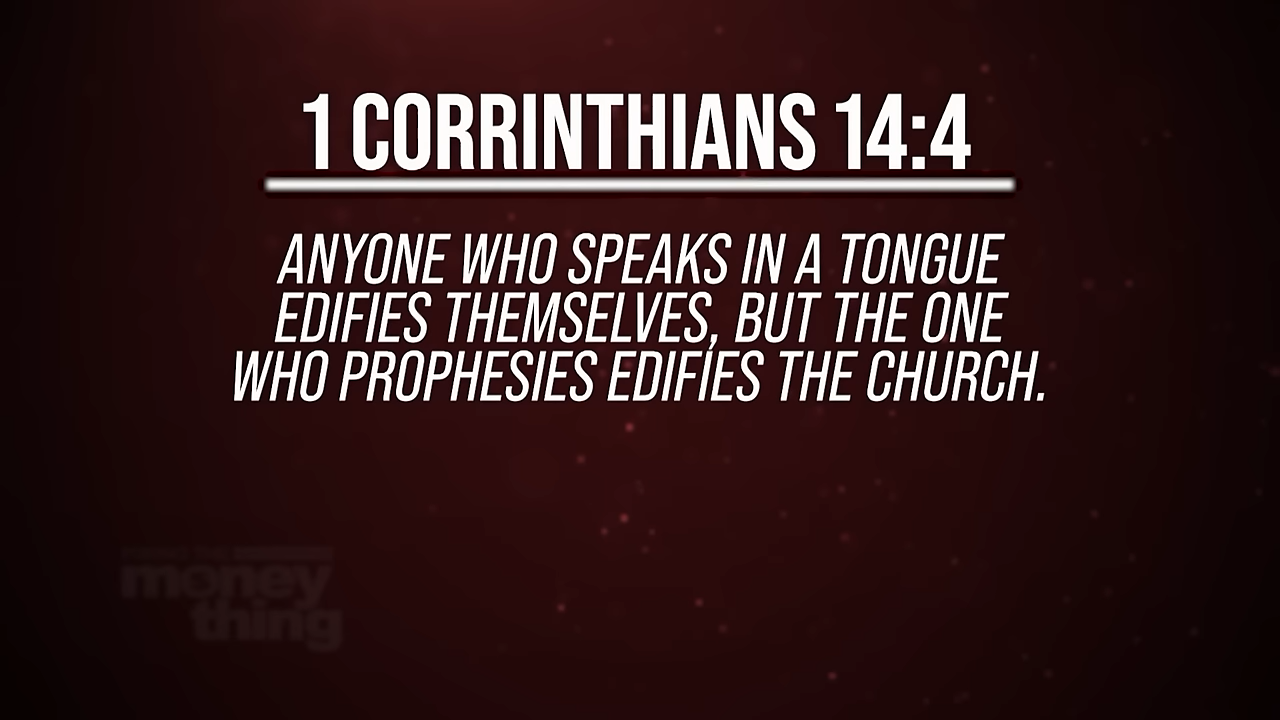 1 CORRINTHIANS 14:4
ANYONE WHO SPEAKS IN A TONGUE
EDIFIES THEMSELVES, BUT THE ONE
WHO PROPHESIES EDIFIES THE CHURCH.
money
thing